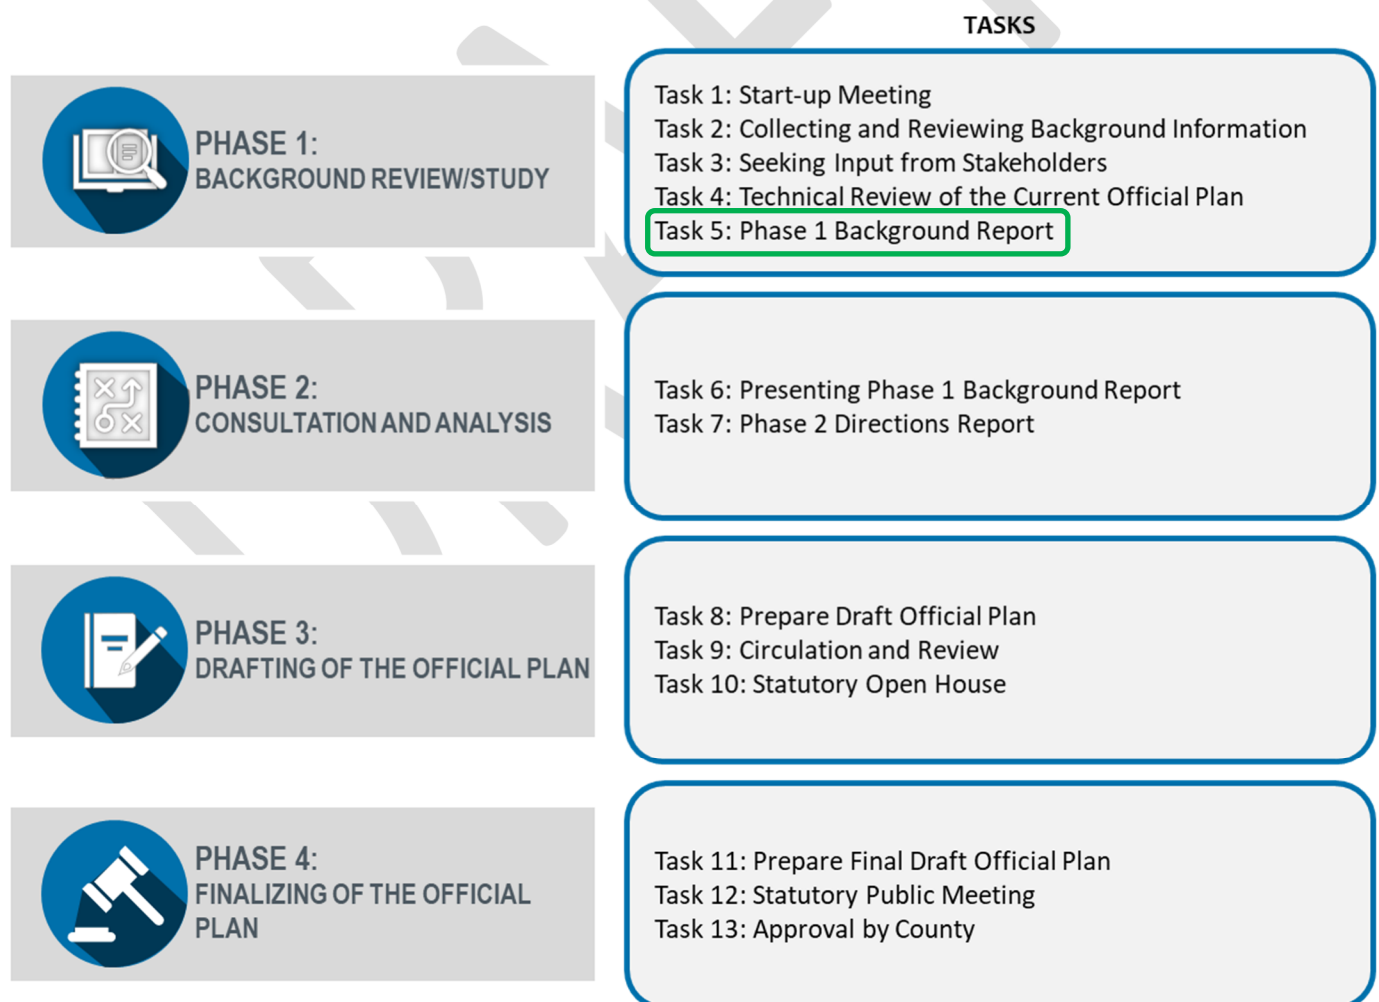 TASKS
PHASE 1:
BACKGROUND REVIEW/STUDY
Task 1: Start-up Meeting
Task 2: Collecting and Reviewing Background Information
Task 3: Seeking Input from Stakeholders
Task 4: Technical Review of the Current Official Plan
Task 5: Phase 1 Background Report
PHASE 2:
CONSULTATION AND ANALYSIS
Task 6: Presenting Phase 1 Background Report
Task 7: Phase 2 Directions Report
PHASE 3:
DRAFTING OF THE OFFICIAL PLAN
Task 8: Prepare Draft Official Plan
Task 9: Circulation and Review
Task 10: Statutory Open House
PHASE 4:
FINALIZING OF THE OFFICIAL
PLAN
Task 11: Prepare Final Draft Official Plan
Task 12: Statutory Public Meeting
Task 13: Approval by County